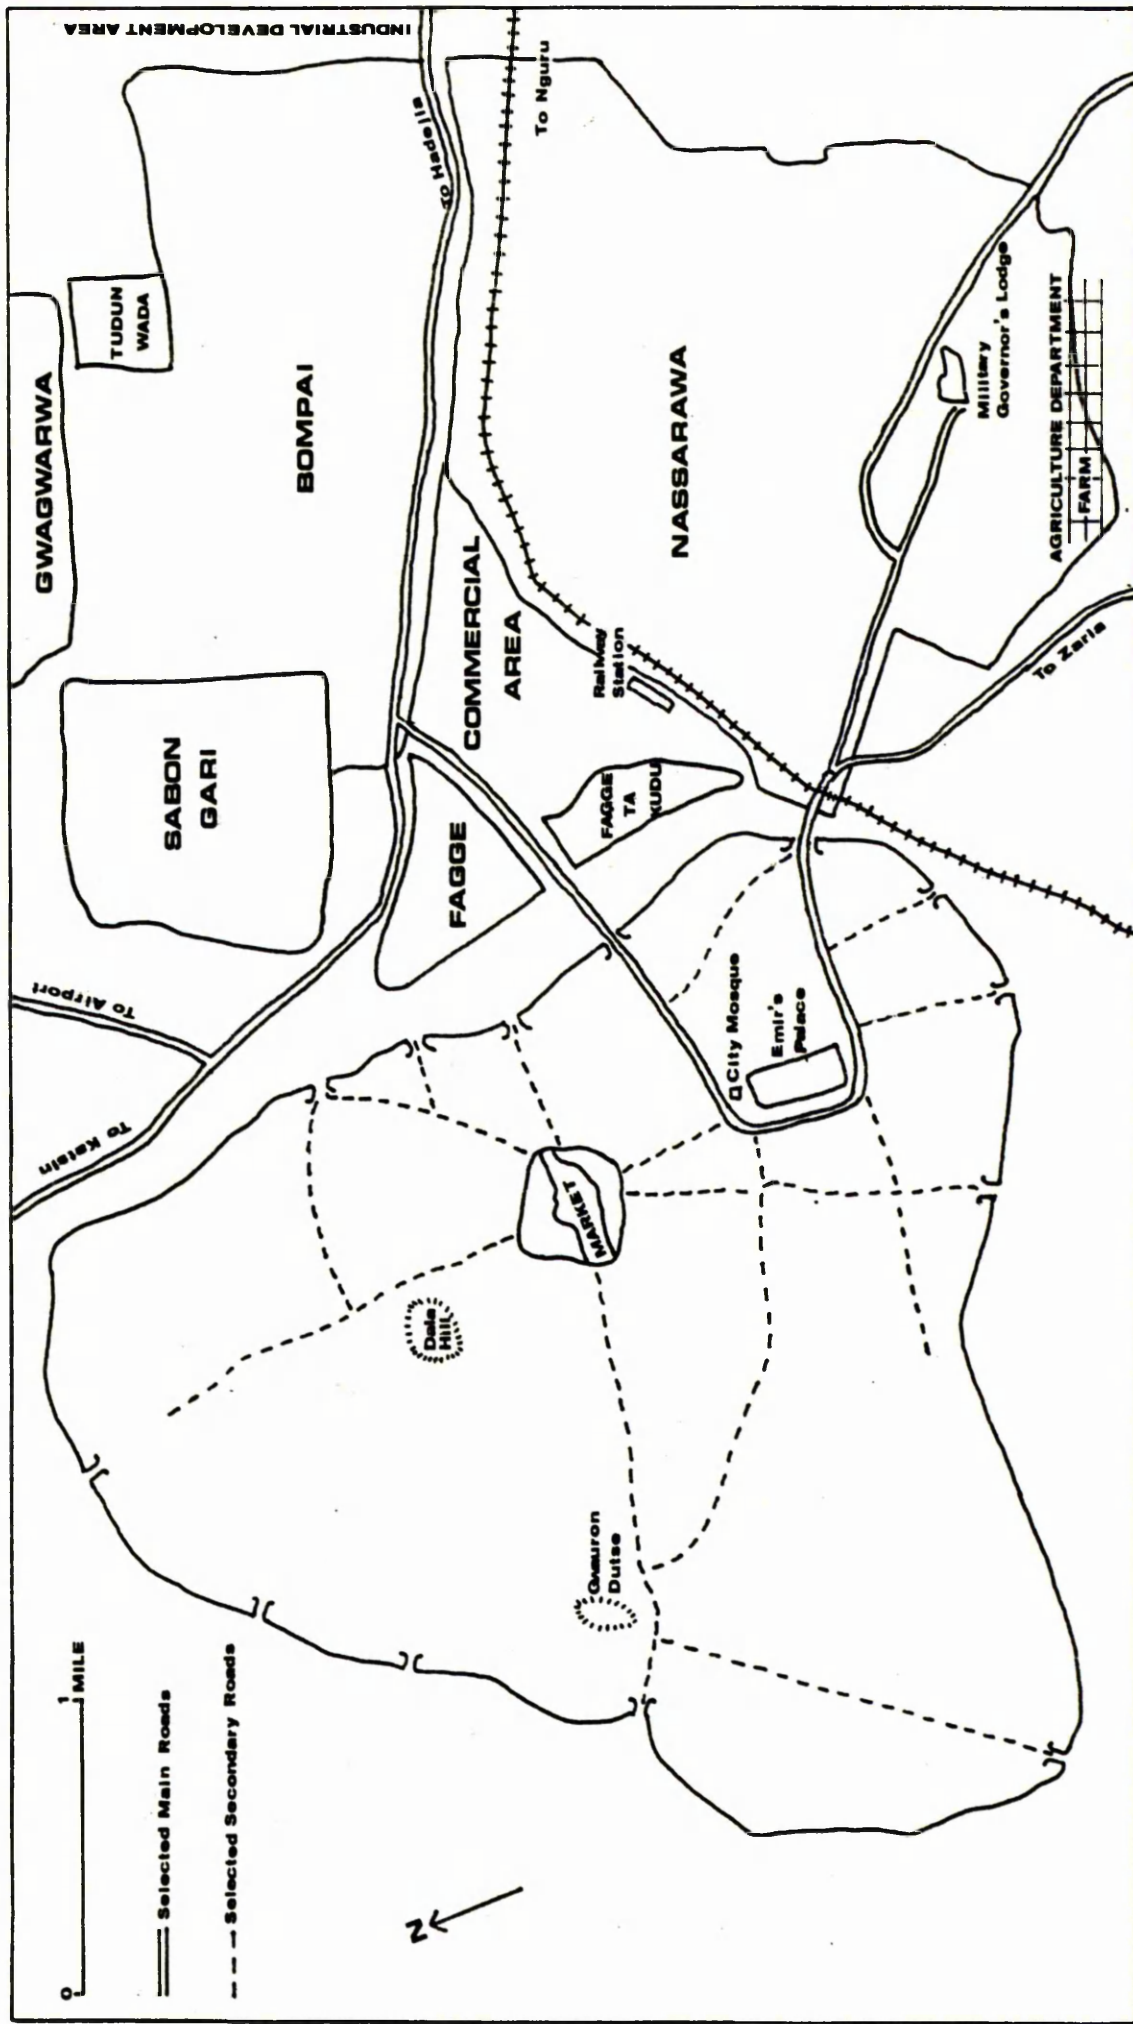 INDUSTRIAL DEVELOPMENT AREA
GWAGWARWA
TUDUN
WADA
SABON
GARI
BOMPAI
To Airport
To Katsin
To Hadejia
To Nguru
FAGGE
COMMERCIAL
AREA
FAGGE
TA
KUDU
Railway
Station
NASSARAWA
Military
Governor's Lodge
AGRICULTURE DEPARTMENT
FARM
To Zaria
City Mosque
Emir's
Palace
MARKET
Dala
Hill
Gwauron
Dutse
0 1
MILE
Selected Main Roads
Selected Secondary Roads
N